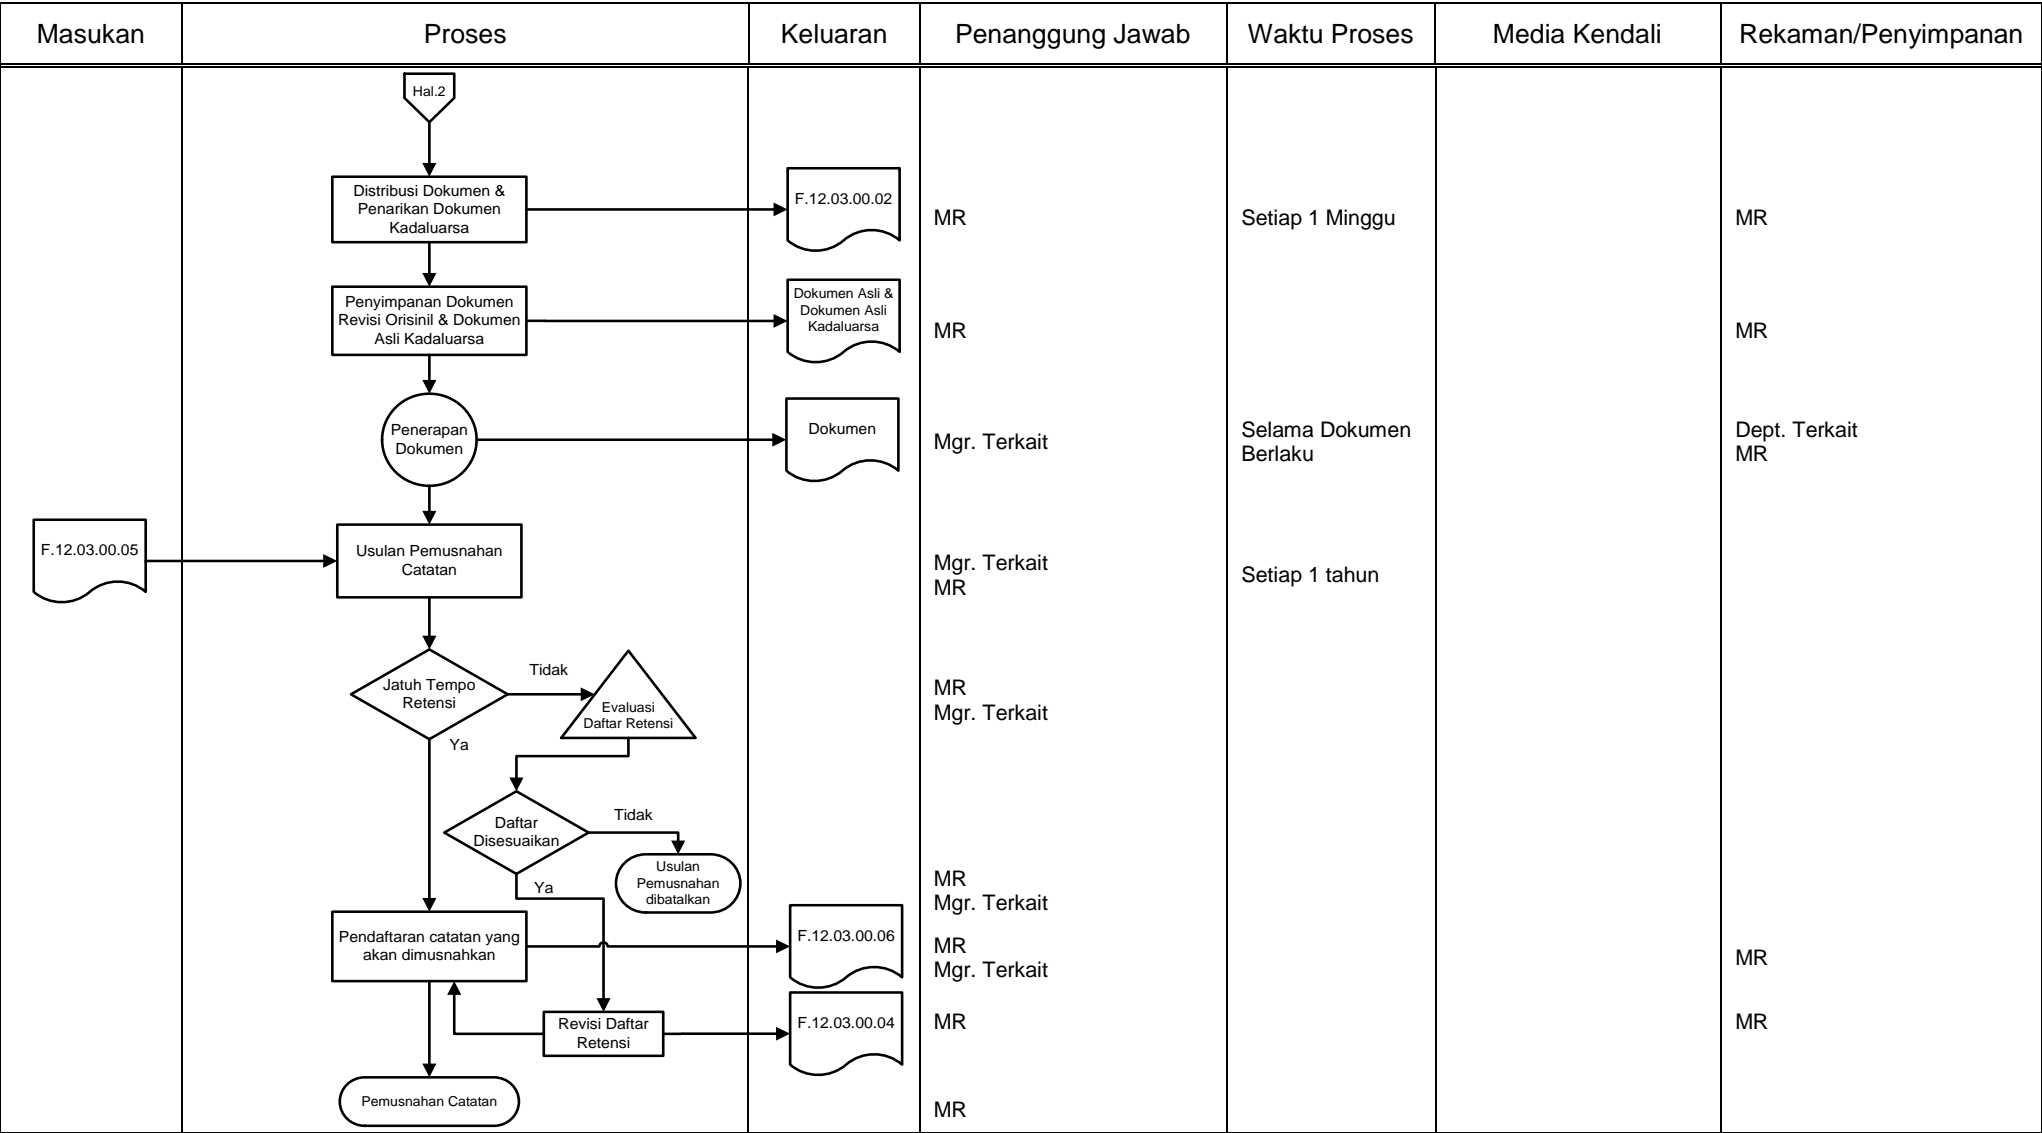 Masukan
Proses
Keluaran
Penanggung Jawab
Waktu Proses
Media Kendali
Rekaman/Penyimpanan
Hal.2
Distribusi Dokumen &
Penarikan Dokumen
Kadaluarsa
F.12.03.00.02
MR
Setiap 1 Minggu
MR
Penyimpanan Dokumen
Revisi Orisinil & Dokumen
Asli Kadaluarsa
Dokumen Asli &
Dokumen Asli
Kadaluarsa
MR
MR
Penerapan
Dokumen
Dokumen
Mgr. Terkait
Selama Dokumen
Berlaku
Dept. Terkait
MR
F.12.03.00.05
Usulan Pemusnahan
Catatan
Mgr. Terkait
MR
Setiap 1 tahun
Jatuh Tempo
Retensi
Tidak
Ya
Evaluasi
Daftar Retensi
MR
Mgr. Terkait
Daftar
Disesuaikan
Tidak
Ya
Usulan
Pemusnahan
dibatalkan
MR
Mgr. Terkait
Pendaftaran catatan yang
akan dimusnahkan
F.12.03.00.06
MR
Mgr. Terkait
MR
Revisi Daftar
Retensi
F.12.03.00.04
MR
MR
Pemusnahan Catatan
MR